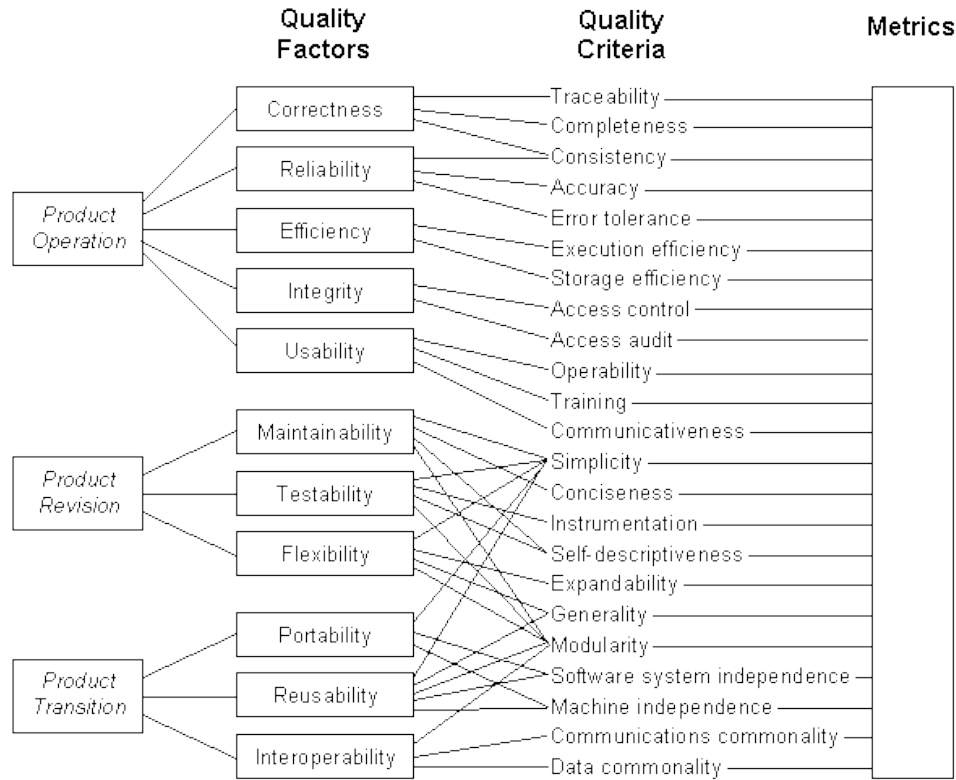 Quality
Factors
Quality
Criteria
Metrics
Product
Operation
Product
Revision
Product
Transition
Correctness
Reliability
Efficiency
Integrity
Usability
Maintainability
Testability
Flexibility
Portability
Reusability
Interoperability
Traceability
Completeness
Consistency
Accuracy
Error tolerance
Execution efficiency
Storage efficiency
Access control
Access audit
Operability
Training
Communicativeness
Simplicity
Conciseness
Instrumentation
Self-descriptiveness
Expandability
Generality
Modularity
Software system independence
Machine independence
Communications commonality
Data commonality